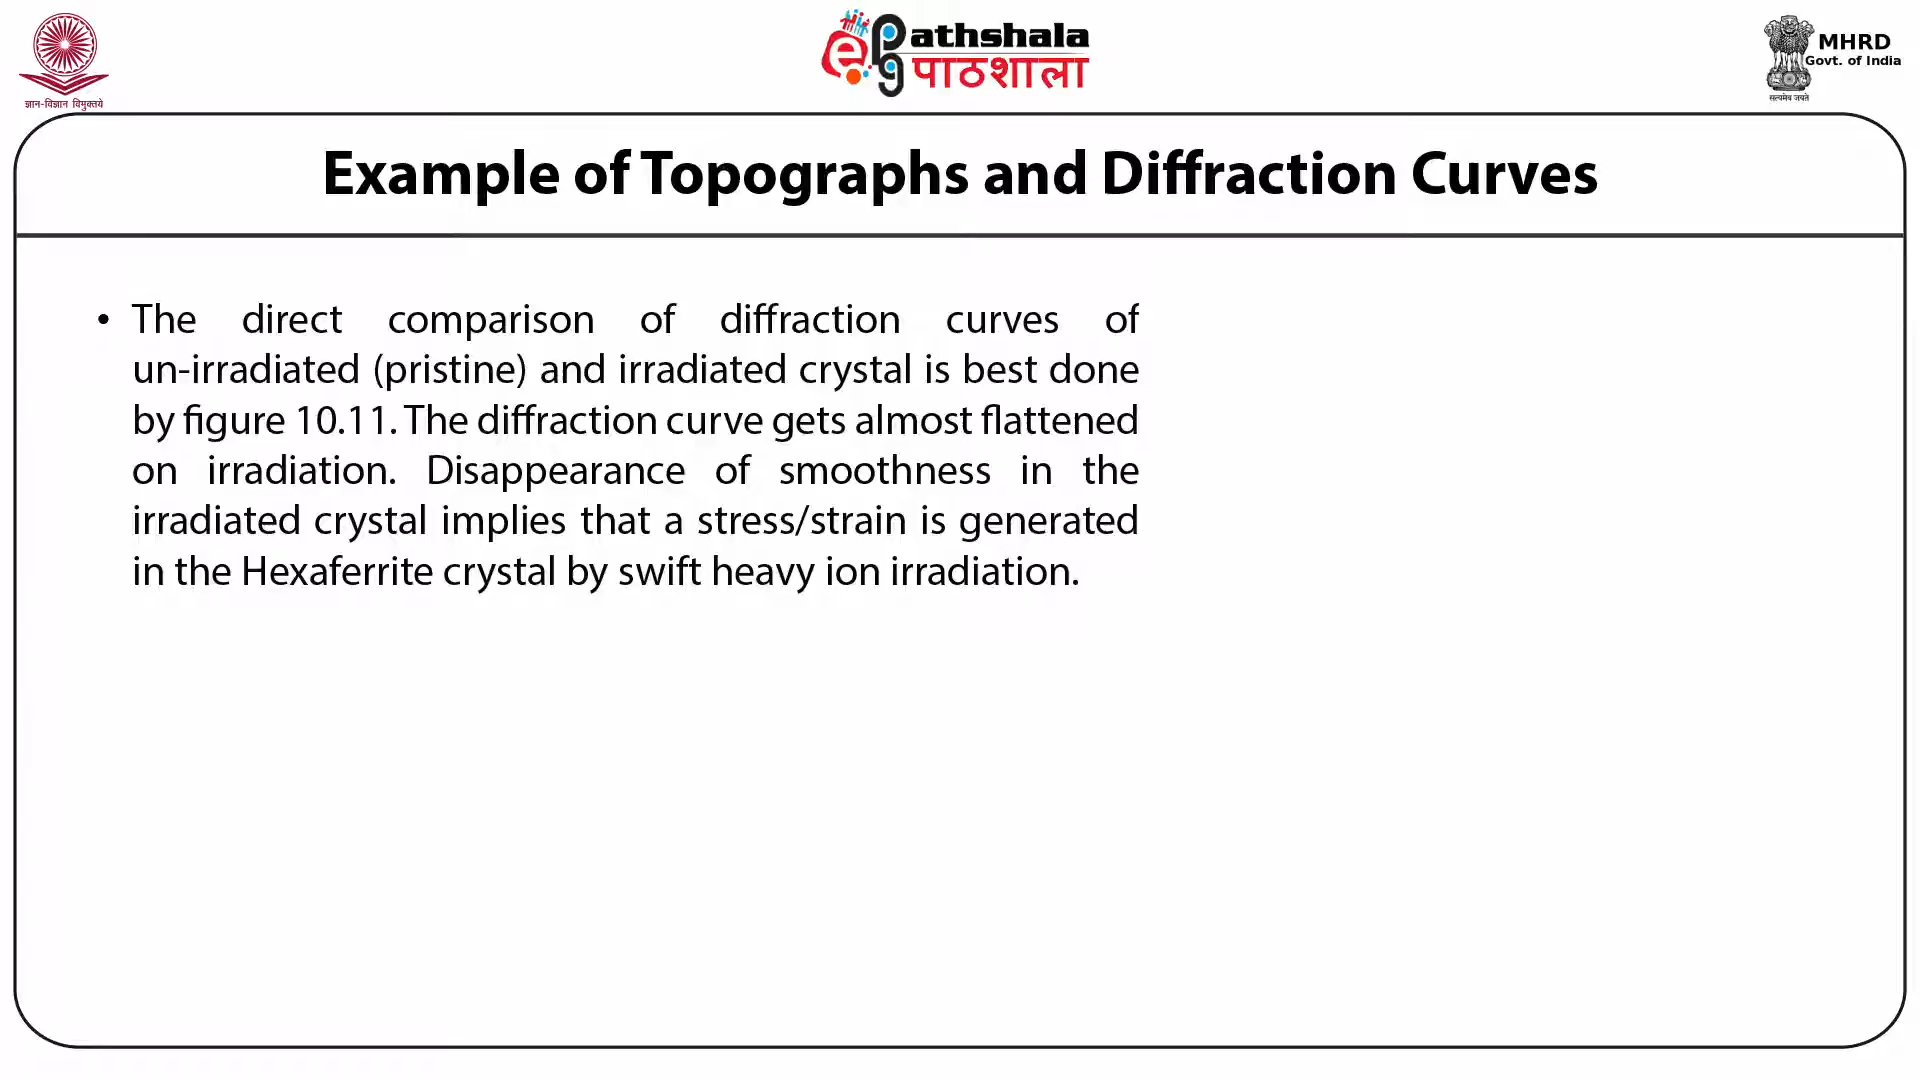 ज्ञान-विज्ञान विमुक्तये
e Pg athshala
पाठशाला
MHRD
Govt. of India
सत्यमेव जयते
Example of Topographs and Diffraction Curves
• The direct comparison of diffraction curves of
un-irradiated (pristine) and irradiated crystal is best done
by figure 10.11. The diffraction curve gets almost flattened
on irradiation. Disappearance of smoothness in the
irradiated crystal implies that a stress/strain is generated
in the Hexaferrite crystal by swift heavy ion irradiation.